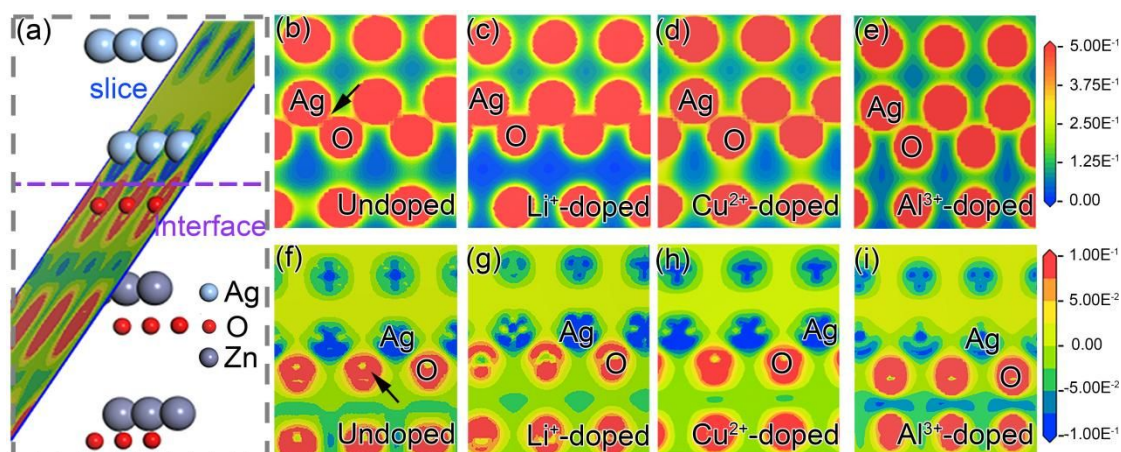 (a)
slice
Interface
Ag
O
Zn
(b)
Ag
O
Undoped
(c)
Ag
O
Li⁺-doped
(d)
Ag
O
Cu²⁺-doped
(e)
Ag
O
Al³⁺-doped
5.00E⁻¹
3.75E⁻¹
2.50E⁻¹
1.25E⁻¹
0.00
(f)
Ag
O
Undoped
(g)
Ag
O
Li⁺-doped
(h)
Ag
O
Cu²⁺-doped
(i)
Ag
O
Al³⁺-doped
1.00E⁻¹
5.00E⁻²
0.00
-5.00E⁻²
-1.00E⁻¹